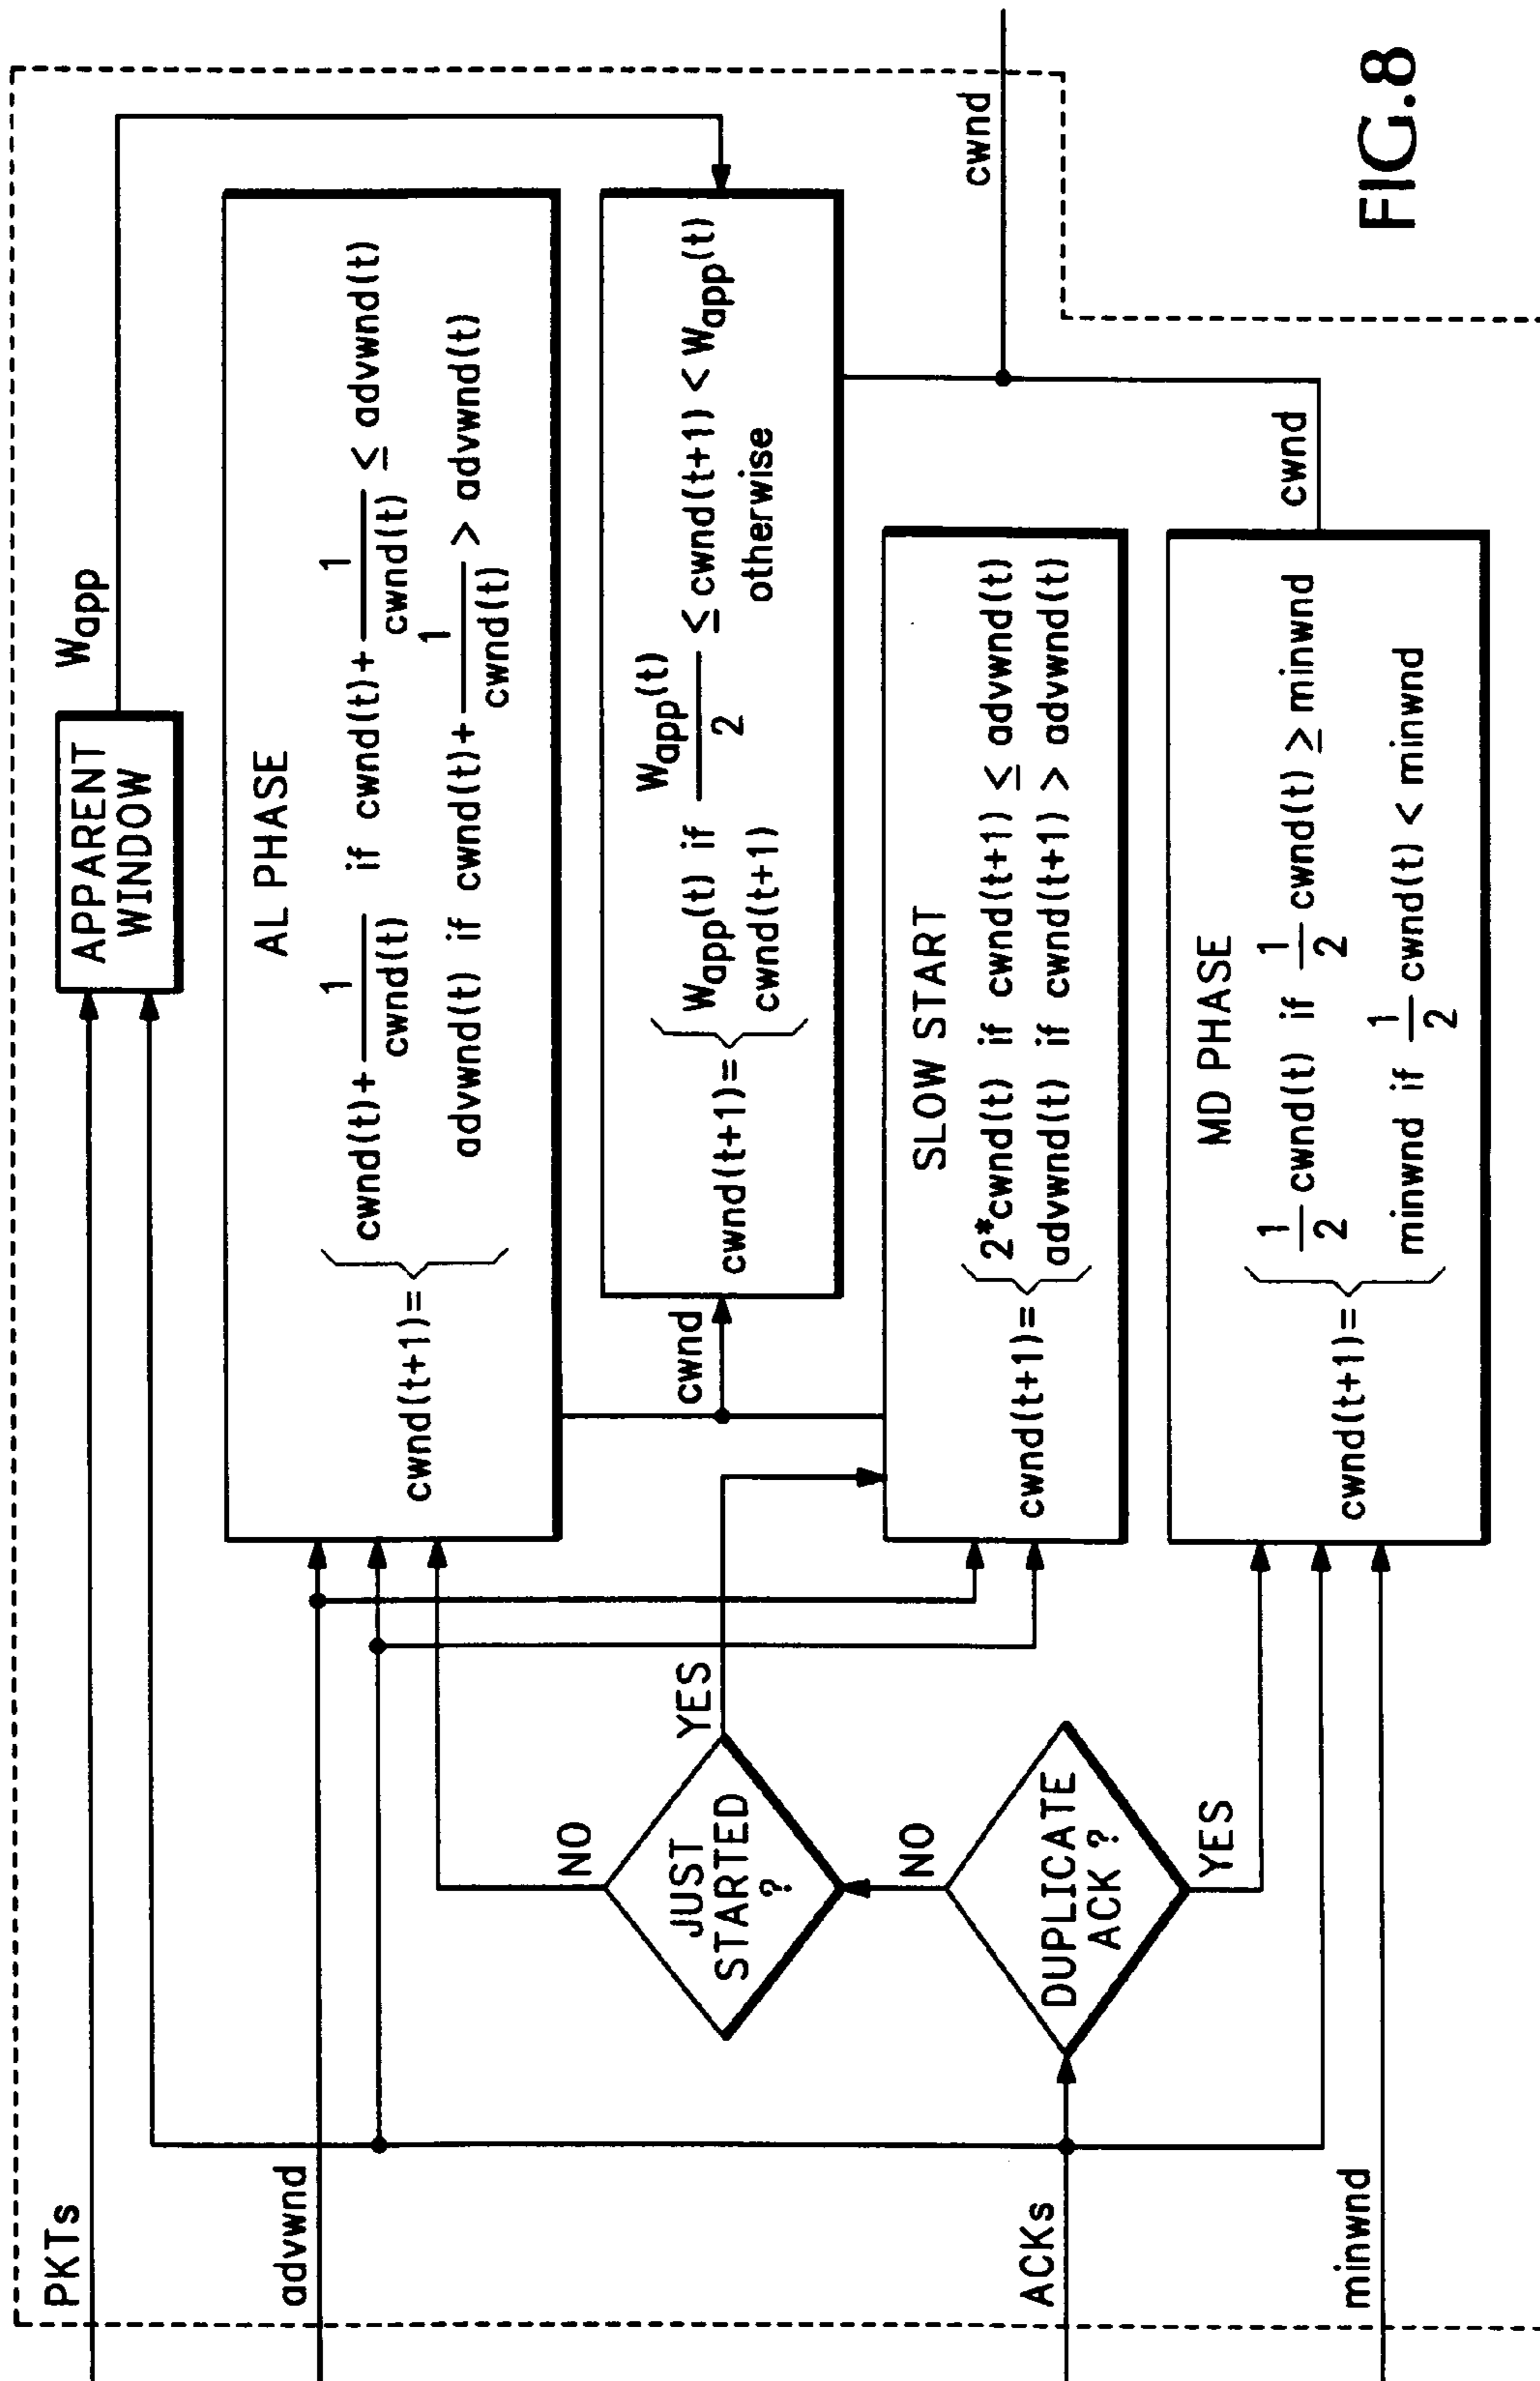 PKTs
APPARENT
WINDOW
Wapp
advwnd
AL PHASE
cwnd(t+1)= { cwnd(t)+ 1/cwnd(t) if cwnd(t)+ 1/cwnd(t) ≤ advwnd(t)
advwnd(t) if cwnd(t)+ 1/cwnd(t) > advwnd(t)
NO
JUST
STARTED
?
YES
cwnd
cwnd(t+1)= { Wapp(t) if Wapp(t)/2 ≤ cwnd(t+1) < Wapp(t)
cwnd(t+1) otherwise
cwnd
NO
SLOW START
cwnd(t+1)= { 2*cwnd(t) if cwnd(t+1) ≤ advwnd(t)
advwnd(t) if cwnd(t+1) > advwnd(t)
ACKs
DUPLICATE
ACK ?
YES
minwnd
MD PHASE
cwnd(t+1)= { 1/2 cwnd(t) if 1/2 cwnd(t) ≥ minwnd
minwnd if 1/2 cwnd(t) < minwnd
cwnd
FIG.8